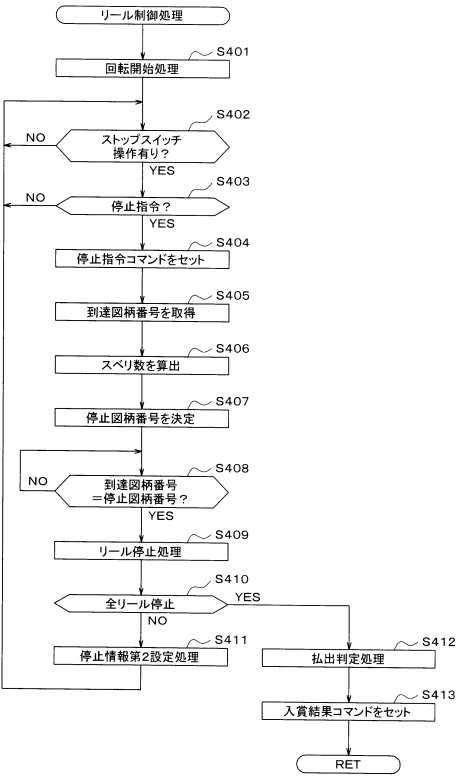 リール制御処理
S401
回転開始処理
S402
ストップスイッチ
操作有り?
NO
YES
S403
停止指令?
NO
YES
S404
停止指令コマンドをセット
S405
到達図柄番号を取得
S406
スベリ数を算出
S407
停止図柄番号を決定
S408
到達図柄番号
=停止図柄番号?
NO
YES
S409
リール停止処理
S410
全リール停止
YES
NO
S411
停止情報第2設定処理
S412
払出判定処理
S413
入賞結果コマンドをセット
RET